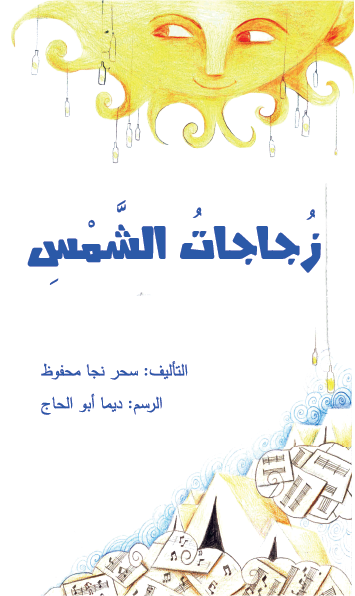 زُجاجاتُ الشَّمْسِ
التأليف: سحر نجا محفوظ
الرسم: ديما أبو الحاج